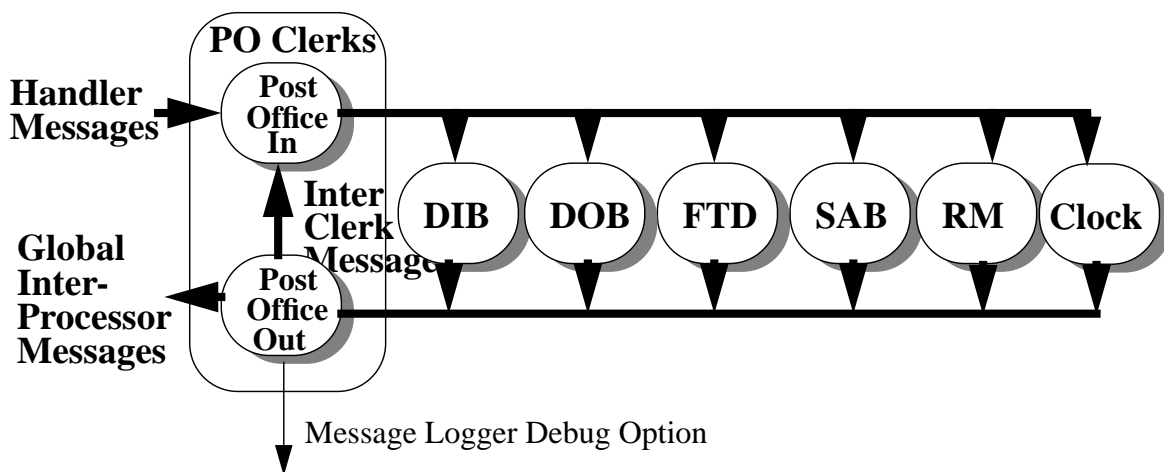 PO Clerks
Handler
Messages
Post
Office
In
Inter
Clerk
Message
DIB
DOB
FTD
SAB
RM
Clock
Global
Inter-
Processor
Messages
Post
Office
Out
Message Logger Debug Option